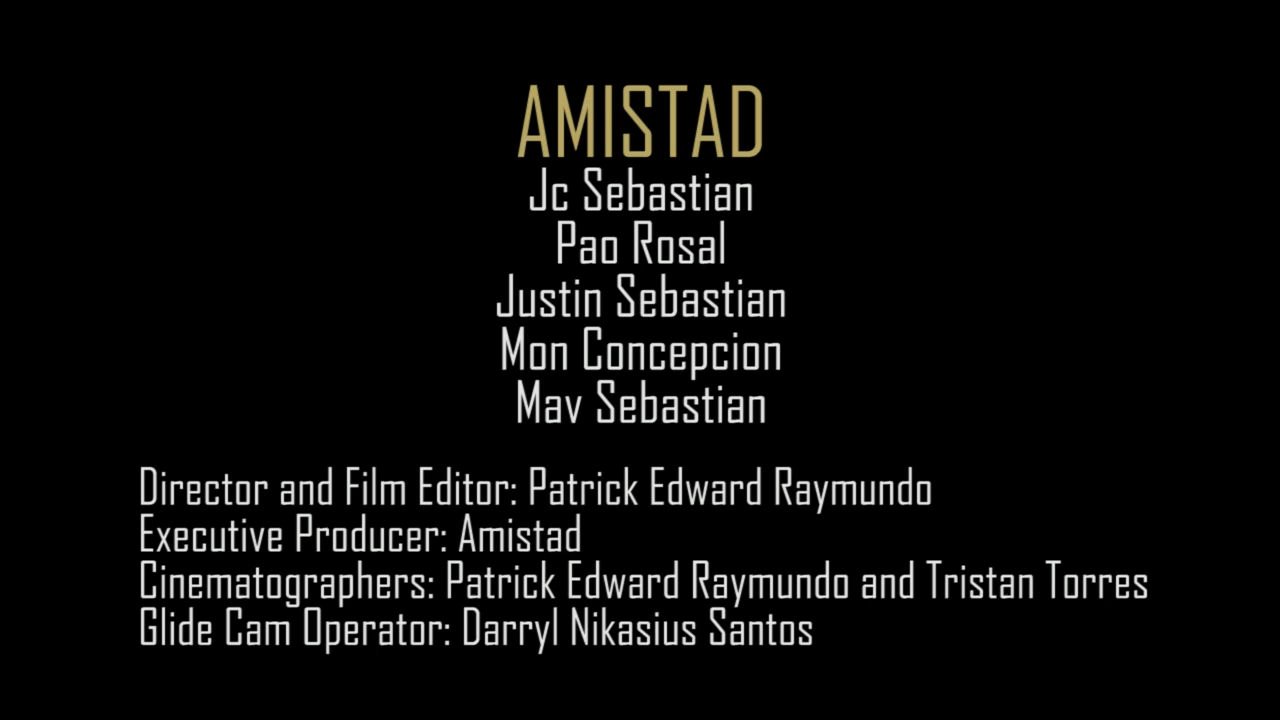 AMISTAD
Jc Sebastian
Pao Rosal
Justin Sebastian
Mon Concepcion
Mav Sebastian
Director and Film Editor: Patrick Edward Raymundo
Executive Producer: Amistad
Cinematographers: Patrick Edward Raymundo and Tristan Torres
Glide Cam Operator: Darryl Nikasius Santos